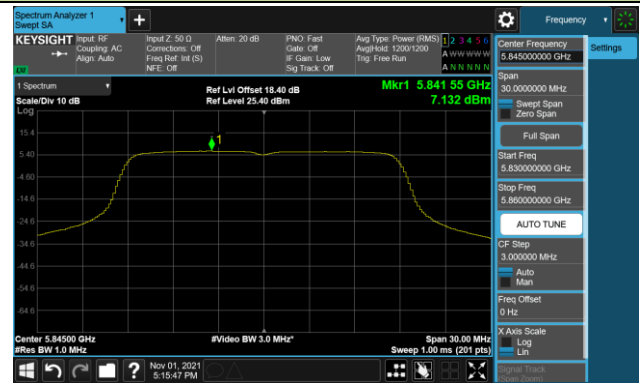 Spectrum Analyzer 1
Swept SA
Frequency
KEYSIGHT
Input: RF
Coupling: AC
Align: Auto
Input Z: 50 Ω
Corrections: Off
Freq Ref: Int (S)
NFE: Off
Atten: 20 dB
PNO: Fast
Gate: Off
IF Gain: Low
Sig Track: Off
Avg Type: Power (RMS)
Avg|Hold: 1200/1200
Trig: Free Run
1 2 3 4 5 6
A W W W W W
A N N N N N
LXI
1 Spectrum
Scale/Div 10 dB
Log
Ref Lvl Offset 18.40 dB
Ref Level 25.40 dBm
Mkr1 5.841 55 GHz
7.132 dBm
1
15.4
5.40
-4.60
-14.6
-24.6
-34.6
-44.6
-54.6
-64.6
Center 5.84500 GHz
#Res BW 1.0 MHz
#Video BW 3.0 MHz*
Span 30.00 MHz
Sweep 1.00 ms (201 pts)
Nov 01, 2021
5:15:47 PM
?
Center Frequency
5.845000000 GHz
Span
30.0000000 MHz
Swept Span
Zero Span
Full Span
Start Freq
5.830000000 GHz
Stop Freq
5.860000000 GHz
AUTO TUNE
CF Step
3.000000 MHz
Auto
Man
Freq Offset
0 Hz
X Axis Scale
Log
Lin
Signal Track
(Span Zoom)
Settings